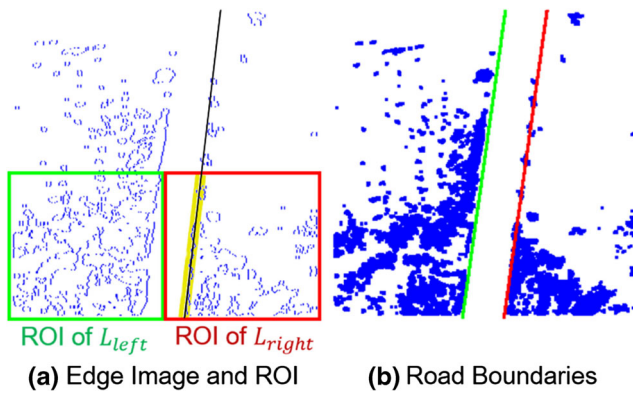 ROI of L_left ROI of L_right
(a) Edge Image and ROI (b) Road Boundaries